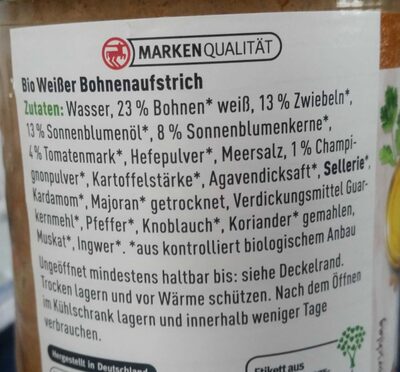 MARKENQUALITÄT
Bio Weißer Bohnenaufstrich
Zutaten: Wasser, 23 % Bohnen* weiß, 13 % Zwiebeln*,
13 % Sonnenblumenöl*, 8 % Sonnenblumenkerne*,
4 % Tomatenmark*, Hefepulver*, Meersalz, 1 % Champi-
gnonpulver*, Kartoffelstärke*, Agavendicksaft*, Sellerie*,
Kardamom*, Majoran* getrocknet, Verdickungsmittel Guar-
kernmehl*, Pfeffer*, Knoblauch*, Koriander* gemahlen,
Muskat*, Ingwer*. *aus kontrolliert biologischem Anbau
Ungeöffnet mindestens haltbar bis: siehe Deckelrand.
Trocken lagern und vor Wärme schützen. Nach dem Öffnen
im Kühlschrank lagern und innerhalb weniger Tage
verbrauchen.
Hergestellt in Deutschland
Etikett aus